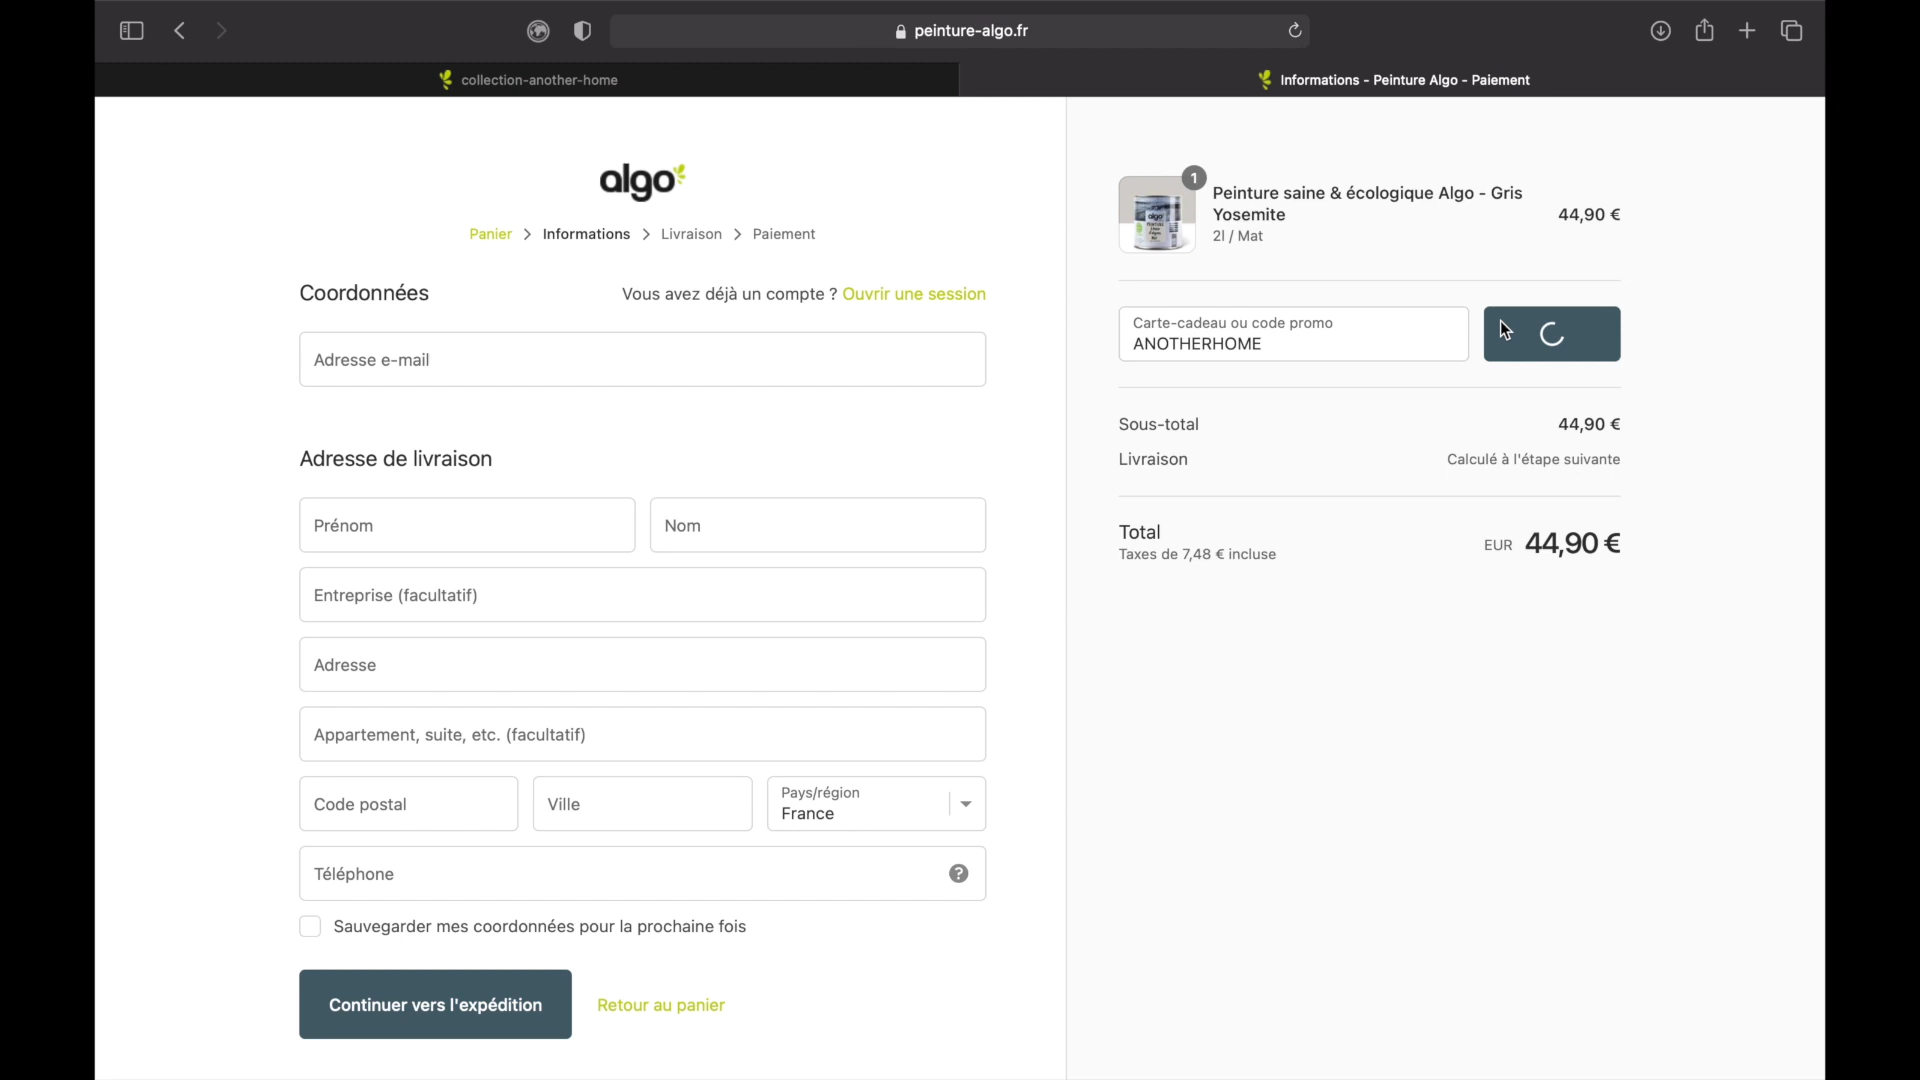 peinture-algo.fr
collection-another-home
Informations - Peinture Algo - Paiement
algo
Panier > Informations > Livraison > Paiement
Coordonnées
Vous avez déjà un compte ? Ouvrir une session
Adresse e-mail
Adresse de livraison
Prénom
Nom
Entreprise (facultatif)
Adresse
Appartement, suite, etc. (facultatif)
Code postal
Ville
Pays/région
France
Téléphone
?
Sauvegarder mes coordonnées pour la prochaine fois
Continuer vers l'expédition
Retour au panier
1
algo
Peinture saine & écologique Algo - Gris
Yosemite
44,90 €
2l / Mat
Carte-cadeau ou code promo
ANOTHERHOME
Sous-total
44,90 €
Livraison
Calculé à l'étape suivante
Total
Taxes de 7,48 € incluse
EUR 44,90 €